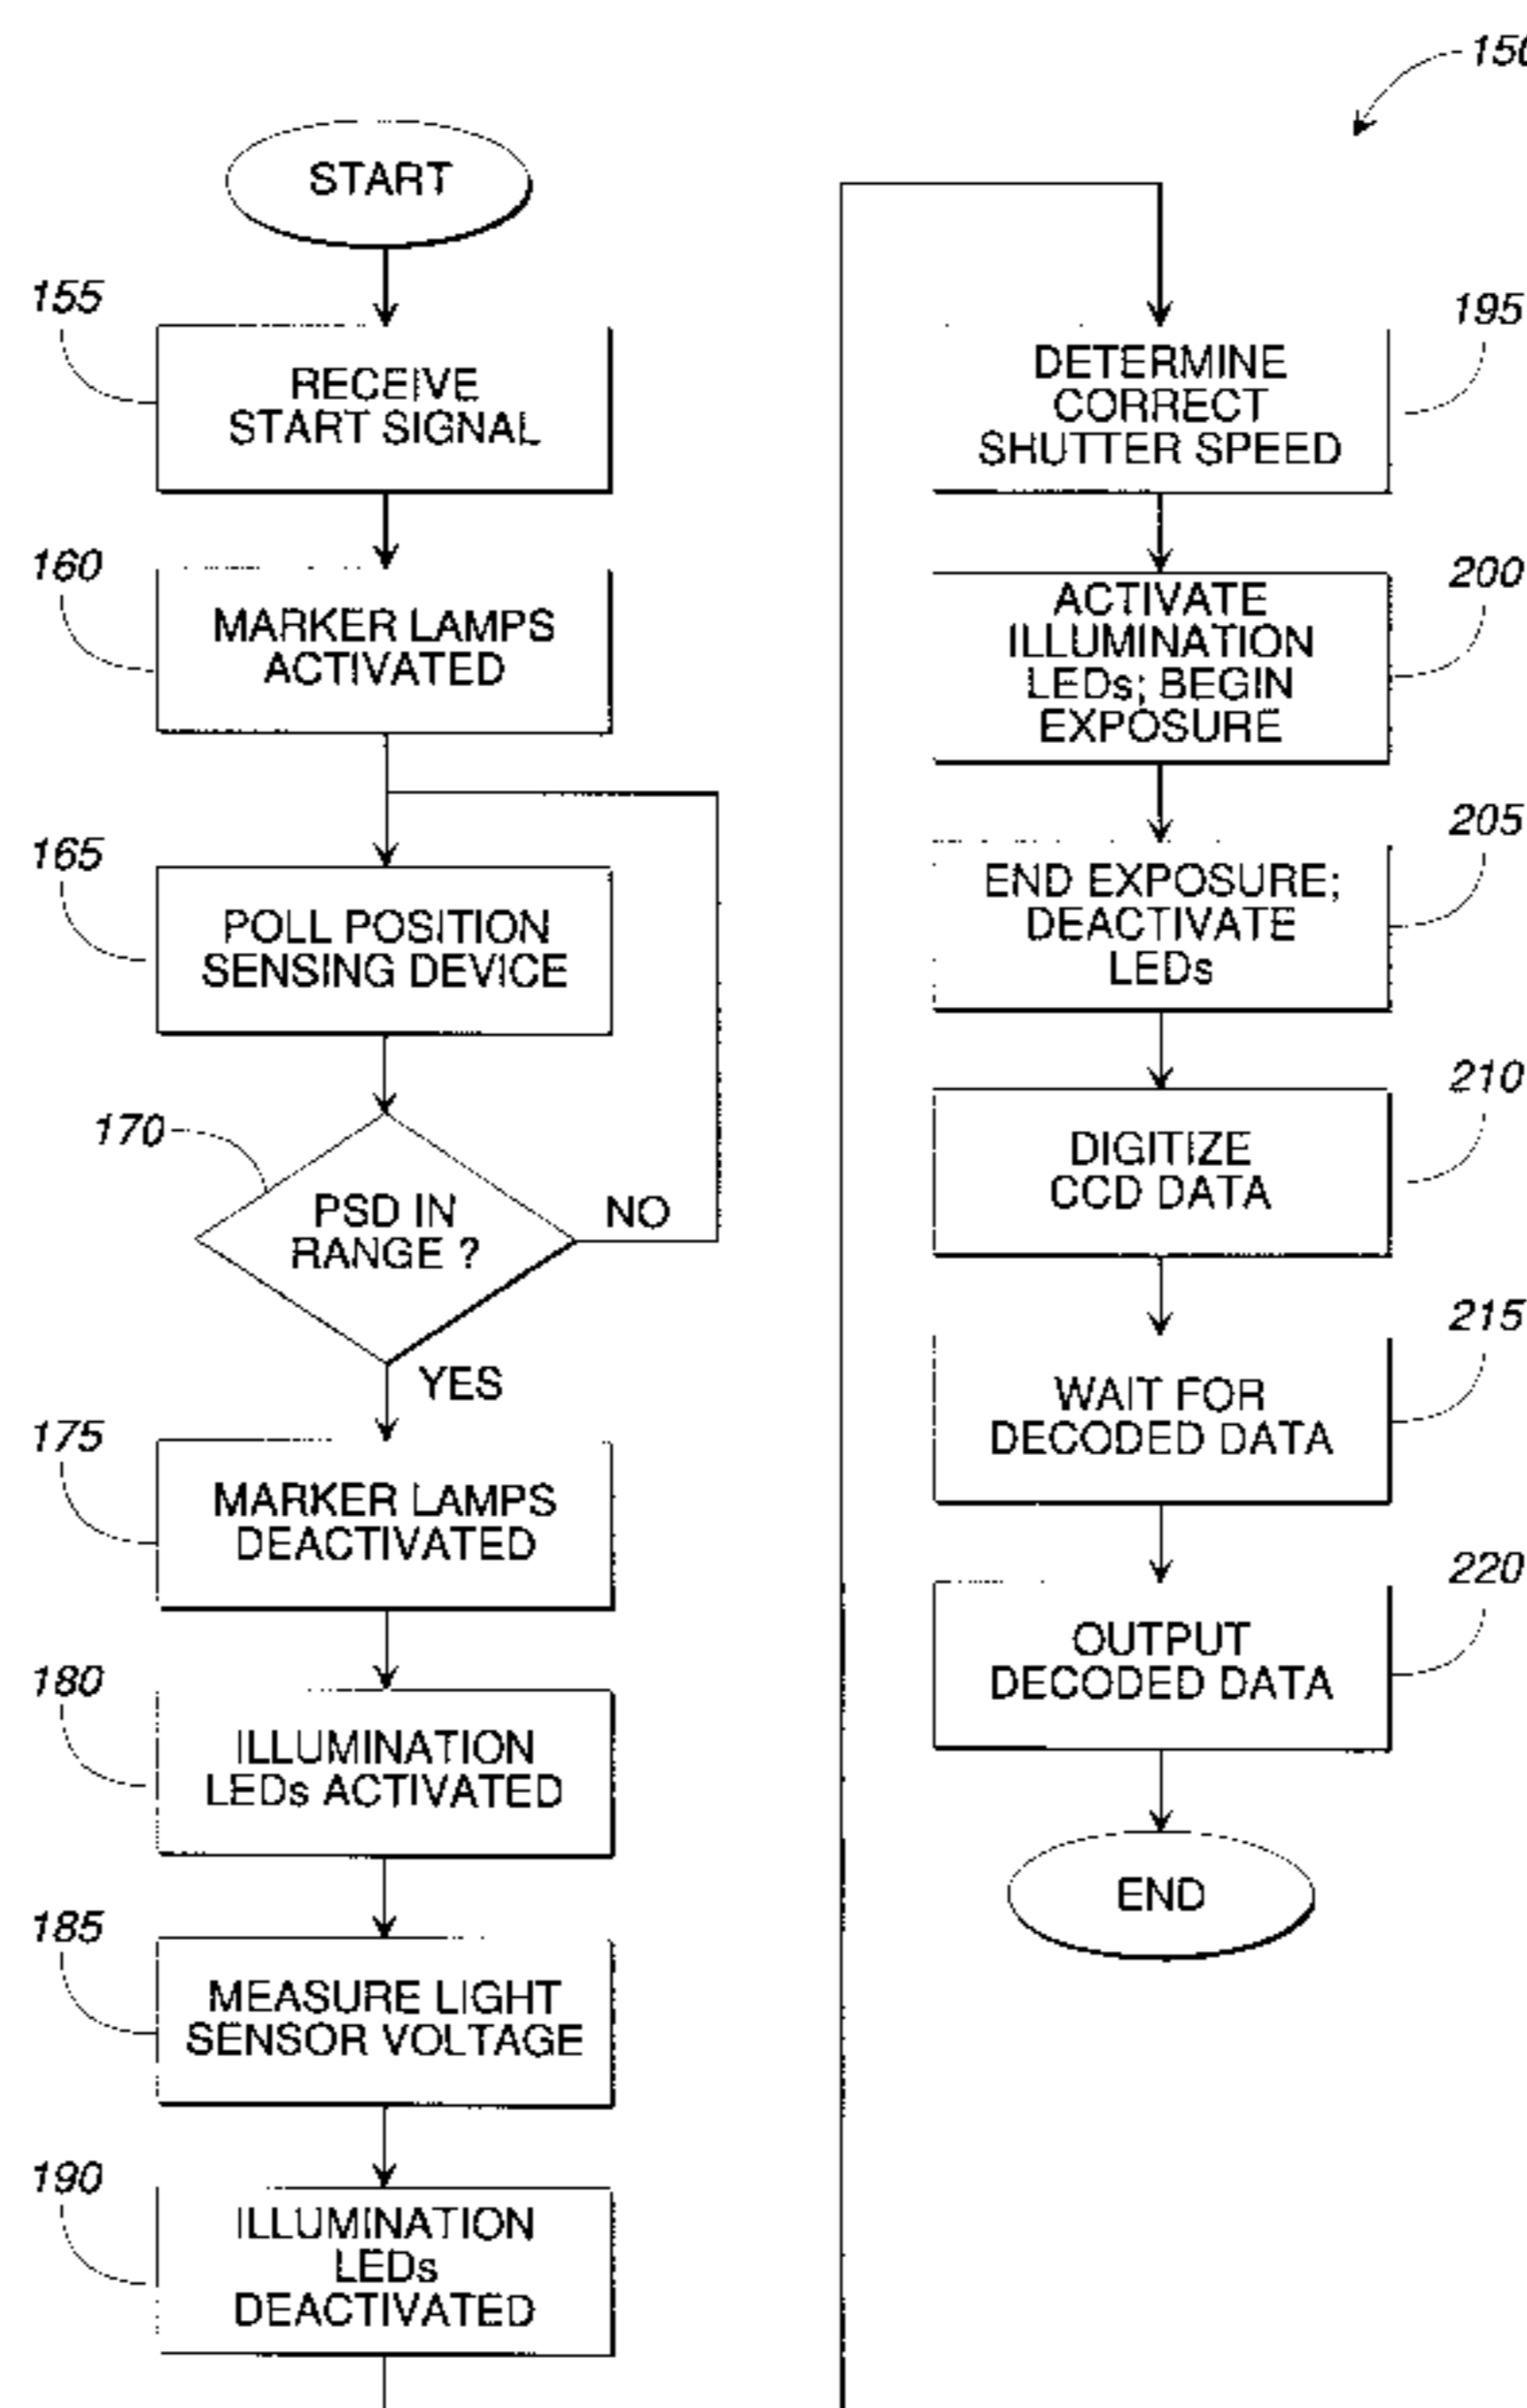 150
START
155
RECEIVE
START SIGNAL
160
MARKER LAMPS
ACTIVATED
165
POLL POSITION
SENSING DEVICE
170
PSD IN
RANGE ?
NO
YES
175
MARKER LAMPS
DEACTIVATED
180
ILLUMINATION
LEDs ACTIVATED
185
MEASURE LIGHT
SENSOR VOLTAGE
190
ILLUMINATION
LEDs
DEACTIVATED
195
DETERMINE
CORRECT
SHUTTER SPEED
200
ACTIVATE
ILLUMINATION
LEDs; BEGIN
EXPOSURE
205
END EXPOSURE;
DEACTIVATE
LEDs
210
DIGITIZE
CCD DATA
215
WAIT FOR
DECODED DATA
220
OUTPUT
DECODED DATA
END